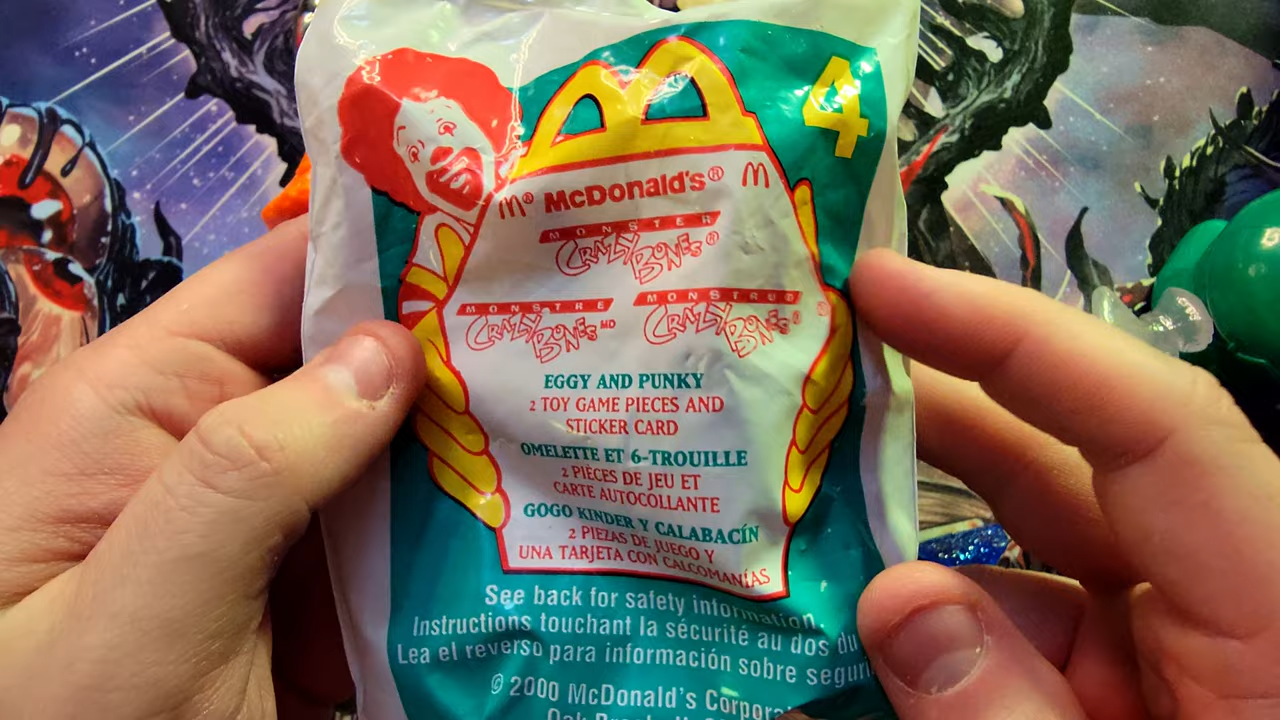 4
M® McDonald's® M
MONSTER
CRAZY BONES®
MONSTRE
CRAZY BONES MD
MONSTRUO
CRAZY BONES®
EGGY AND PUNKY
2 TOY GAME PIECES AND
STICKER CARD
OMELETTE ET 6-TROUILLE
2 PIÈCES DE JEU ET
CARTE AUTOCOLLANTE
GOGO KINDER Y CALABACÍN
2 PIEZAS DE JUEGO Y
UNA TARJETA CON CALCOMANÍAS
See back for safety information.
Instructions touchant la sécurité au dos du
Lea el reverso para información sobre
© 2000 McDonald's